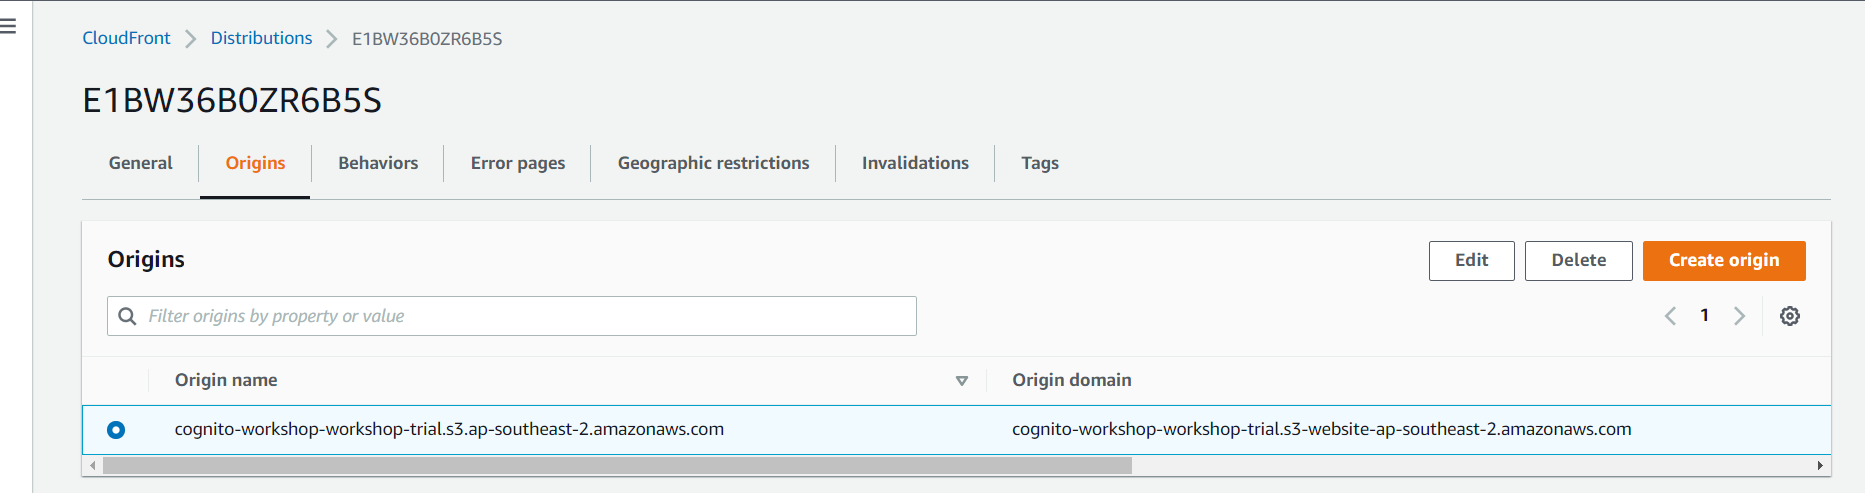 CloudFront > Distributions > E1BW36B0ZR6B5S
E1BW36B0ZR6B5S
General Origins Behaviors Error pages Geographic restrictions Invalidations Tags
Origins Edit Delete Create origin
Filter origins by property or value 1
Origin name Origin domain
cognito-workshop-workshop-trial.s3.ap-southeast-2.amazonaws.com cognito-workshop-workshop-trial.s3-website-ap-southeast-2.amazonaws.com